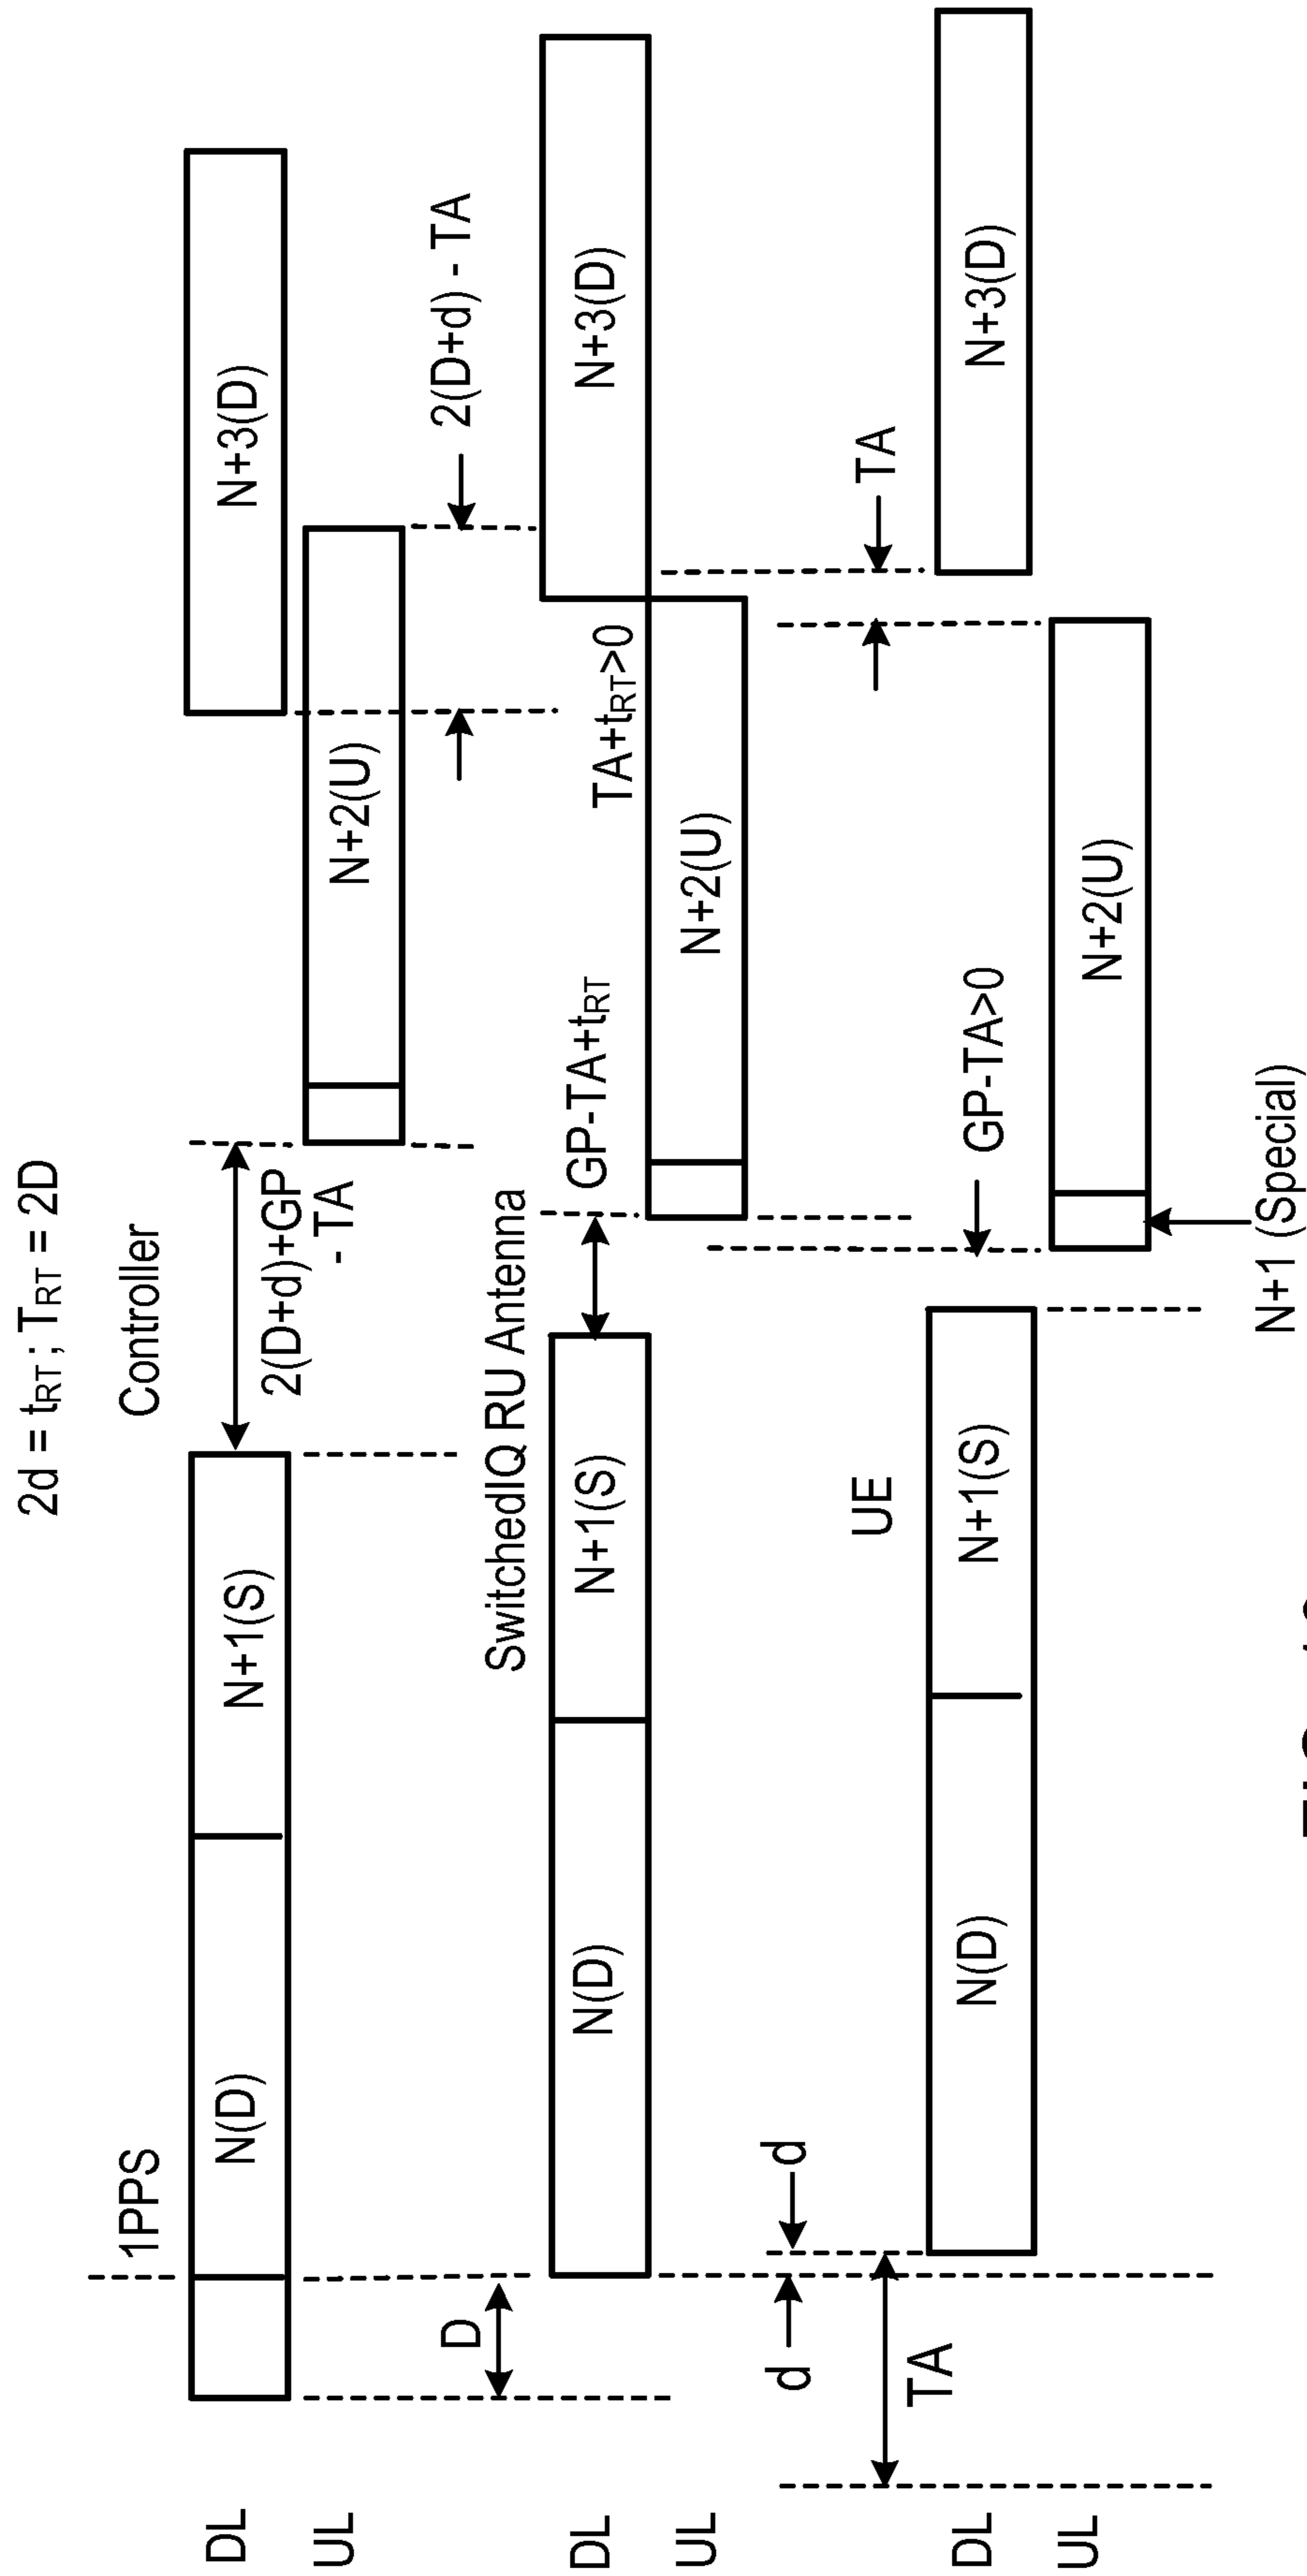 2d = tRT; TRT = 2D
Controller
1PPS
DL
N(D)
N+1(S)
2(D+d)+GP
- TA
N+3(D)
UL
N+2(U)
2(D+d) - TA
D
SwitchedIQ RU Antenna
DL
N(D)
N+1(S)
GP-TA+tRT
TA+tRT>0
N+3(D)
UL
N+2(U)
d
d
TA
UE
DL
N(D)
N+1(S)
GP-TA>0
TA
N+3(D)
UL
N+2(U)
N+1 (Special)